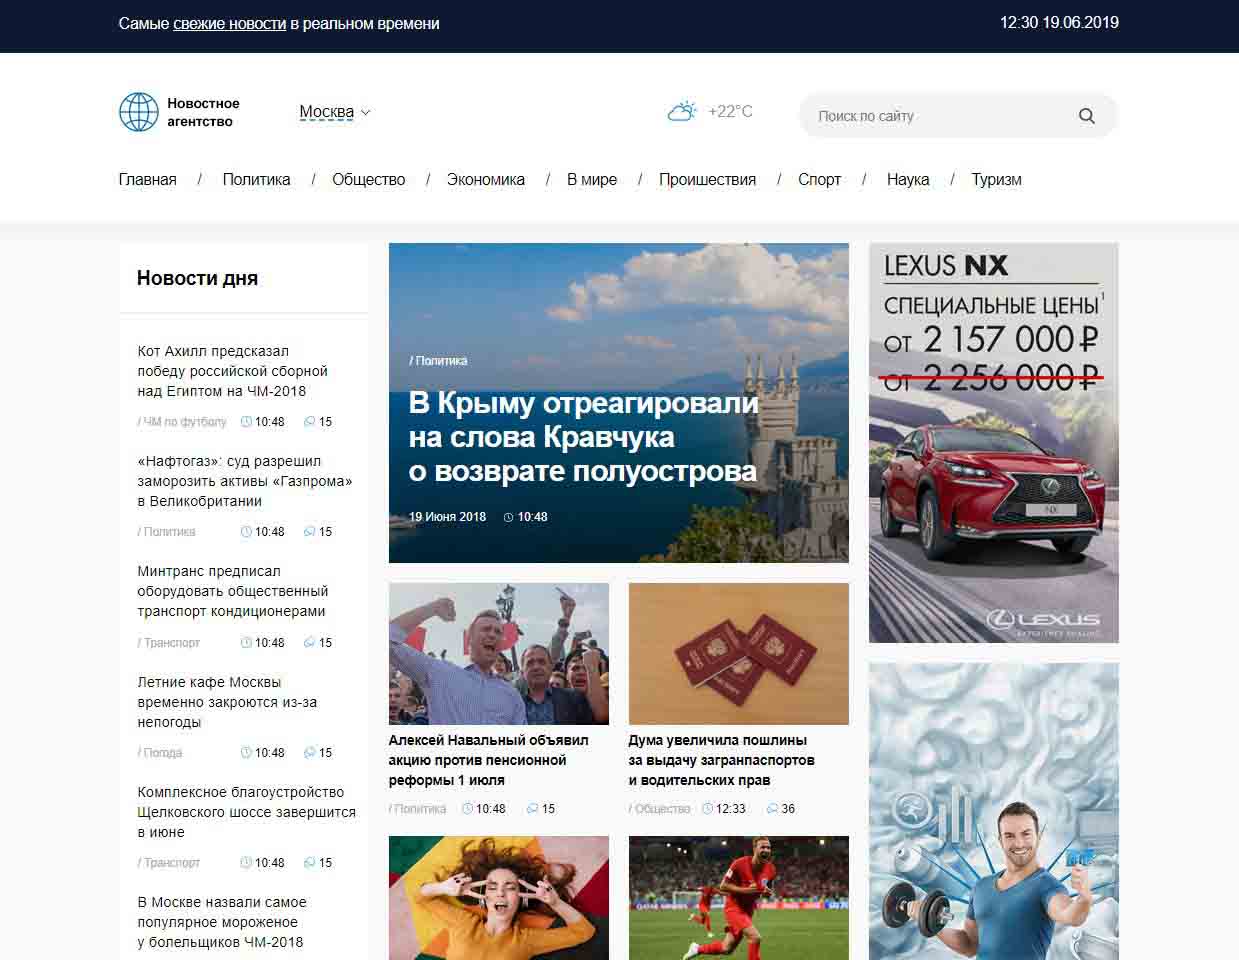 Самые свежие новости в реальном времени
12:30 19.06.2019
Новостное
агентство
Москва
+22°C
Поиск по сайту
Главная / Политика / Общество / Экономика / В мире / Происшествия / Спорт / Наука / Туризм
Новости дня
Кот Ахилл предсказал
победу российской сборной
над Египтом на ЧМ-2018
/ ЧМ по футболу 10:48 15
«Нафтогаз»: суд разрешил
заморозить активы «Газпрома»
в Великобритании
/ Политика 10:48 15
Минтранс предписал
оборудовать общественный
транспорт кондиционерами
/ Транспорт 10:48 15
Летние кафе Москвы
временно закроются из-за
непогоды
/ Погода 10:48 15
Комплексное благоустройство
Щелковского шоссе завершится
в июне
/ Транспорт 10:48 15
В Москве назвали самое
популярное мороженое
у болельщиков ЧМ-2018
/ Политика
В Крыму отреагировали
на слова Кравчука
о возврате полуострова
19 Июня 2018 10:48
Алексей Навальный объявил
акцию против пенсионной
реформы 1 июля
/ Политика 10:48 15
Дума увеличила пошлины
за выдачу загранпаспортов
и водительских прав
/ Общество 12:33 36
LEXUS NX
СПЕЦИАЛЬНЫЕ ЦЕНЫ¹
ОТ 2 157 000 ₽
ОТ 2 256 000 ₽
NX
LEXUS